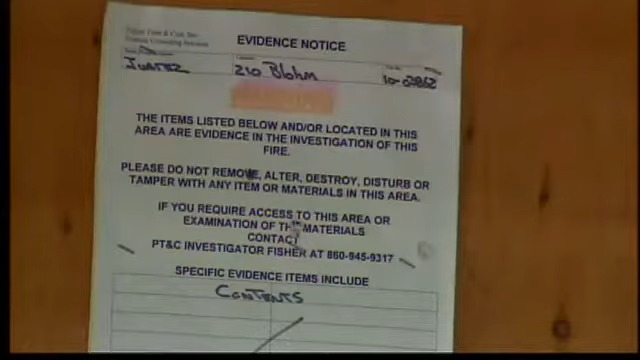 EVIDENCE NOTICE
210 Blohm
THE ITEMS LISTED BELOW AND/OR LOCATED IN THIS
AREA ARE EVIDENCE IN THE INVESTIGATION OF THIS
FIRE.
PLEASE DO NOT REMOVE, ALTER, DESTROY, DISTURB OR
TAMPER WITH ANY ITEM OR MATERIALS IN THIS AREA.
IF YOU REQUIRE ACCESS TO THIS AREA OR
EXAMINATION OF THE MATERIALS
CONTACT
PT&C INVESTIGATOR FISHER AT 860-945-9317
SPECIFIC EVIDENCE ITEMS INCLUDE
CONTENTS